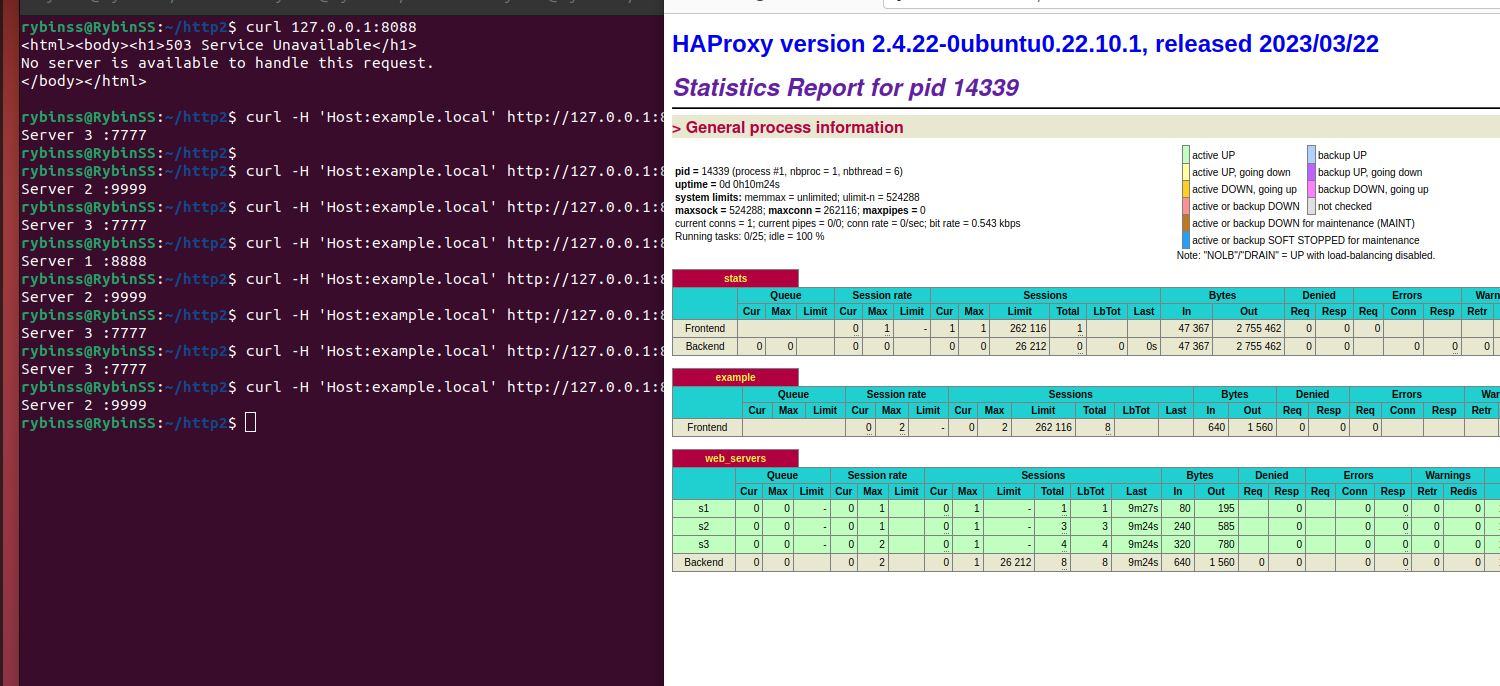 rybinss@RybinSS:~/http2$ curl 127.0.0.1:8088
<html><body><h1>503 Service Unavailable</h1>
No server is available to handle this request.
</body></html>
rybinss@RybinSS:~/http2$ curl -H 'Host:example.local' http://127.0.0.1:8
Server 3 :7777
rybinss@RybinSS:~/http2$
rybinss@RybinSS:~/http2$ curl -H 'Host:example.local' http://127.0.0.1:8
Server 2 :9999
rybinss@RybinSS:~/http2$ curl -H 'Host:example.local' http://127.0.0.1:8
Server 3 :7777
rybinss@RybinSS:~/http2$ curl -H 'Host:example.local' http://127.0.0.1:8
Server 1 :8888
rybinss@RybinSS:~/http2$ curl -H 'Host:example.local' http://127.0.0.1:8
Server 2 :9999
rybinss@RybinSS:~/http2$ curl -H 'Host:example.local' http://127.0.0.1:8
Server 3 :7777
rybinss@RybinSS:~/http2$ curl -H 'Host:example.local' http://127.0.0.1:8
Server 3 :7777
rybinss@RybinSS:~/http2$ curl -H 'Host:example.local' http://127.0.0.1:8
Server 2 :9999
rybinss@RybinSS:~/http2$
HAProxy version 2.4.22-0ubuntu0.22.10.1, released 2023/03/22
Statistics Report for pid 14339
> General process information
pid = 14339 (process #1, nbproc = 1, nbthread = 6)
uptime = 0d 0h10m24s
system limits: memmax = unlimited; ulimit-n = 524288
maxsock = 524288; maxconn = 262116; maxpipes = 0
current conns = 1; current pipes = 0/0; conn rate = 0/sec; bit rate = 0.543 kbps
Running tasks: 0/25; idle = 100 %
active UP backup UP
active UP, going down backup UP, going down
active DOWN, going up backup DOWN, going up
active or backup DOWN not checked
active or backup DOWN for maintenance (MAINT)
active or backup SOFT STOPPED for maintenance
Note: "NOLB"/"DRAIN" = UP with load-balancing disabled.
stats
Queue Session rate Sessions Bytes Denied Errors Warn
Cur Max Limit Cur Max Limit Cur Max Limit Total LbTot Last In Out Req Resp Req Conn Resp Retr
Frontend 0 1 - 1 1 262 116 1 47 367 2 755 462 0 0 0
Backend 0 0 0 0 0 0 26 212 0 0 0s 47 367 2 755 462 0 0 0 0 0
example
Queue Session rate Sessions Bytes Denied Errors War
Cur Max Limit Cur Max Limit Cur Max Limit Total LbTot Last In Out Req Resp Req Conn Resp Retr
Frontend 0 2 - 0 2 262 116 8 640 1 560 0 0 0
web_servers
Queue Session rate Sessions Bytes Denied Errors Warnings
Cur Max Limit Cur Max Limit Cur Max Limit Total LbTot Last In Out Req Resp Req Conn Resp Retr Redis
s1 0 0 - 0 1 0 1 - 1 1 9m27s 80 195 0 0 0 0 0
s2 0 0 - 0 1 0 1 - 3 3 9m24s 240 585 0 0 0 0 0
s3 0 0 - 0 2 0 1 - 4 4 9m24s 320 780 0 0 0 0 0
Backend 0 0 0 2 0 1 26 212 8 8 9m24s 640 1 560 0 0 0 0 0 0